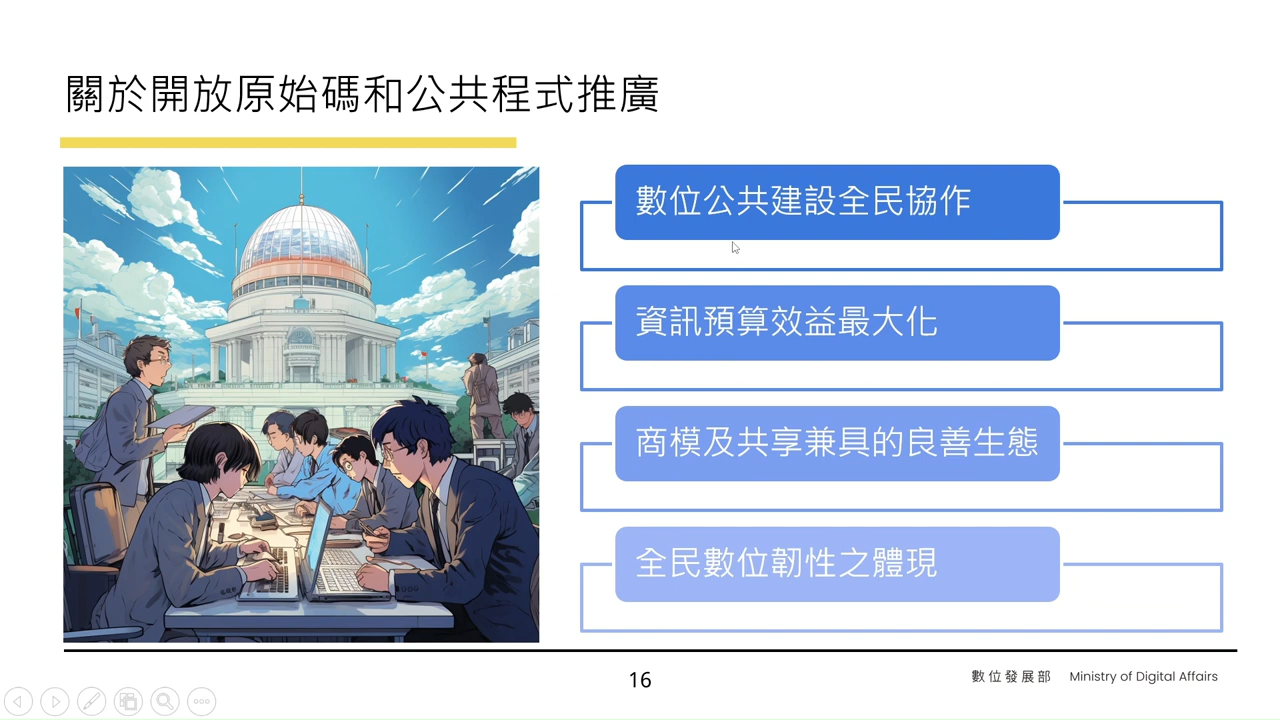 關於開放原始碼和公共程式推廣
數位公共建設全民協作
資訊預算效益最大化
商模及共享兼具的良善生態
全民數位韌性之體現
16
數位發展部 Ministry of Digital Affairs